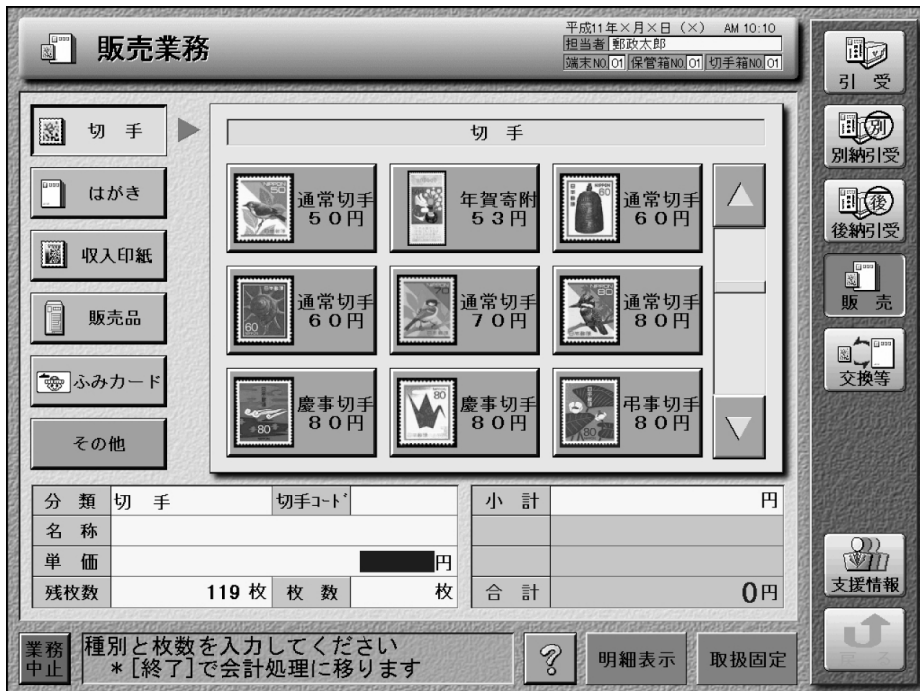 販売業務
平成11年×月×日（×） AM 10:10
担当者 郵政太郎
端末NO. 01 保管箱NO. 01 切手箱NO. 01
切 手
はがき
収入印紙
販売品
ふみカード
その他
切 手
通常切手
50円
年賀寄附
53円
通常切手
60円
通常切手
60円
通常切手
70円
通常切手
80円
慶事切手
80円
慶事切手
80円
弔事切手
80円
分 類 切 手 切手コード
名 称
単 価 円
残枚数 119 枚 枚 数 枚
小 計 円
合 計 0円
業務
中止
種別と枚数を入力してください
＊[終了]で会計処理に移ります
?
明細表示
取扱固定
引 受
別
別納引受
後
後納引受
販 売
交換等
支援情報
戻 る